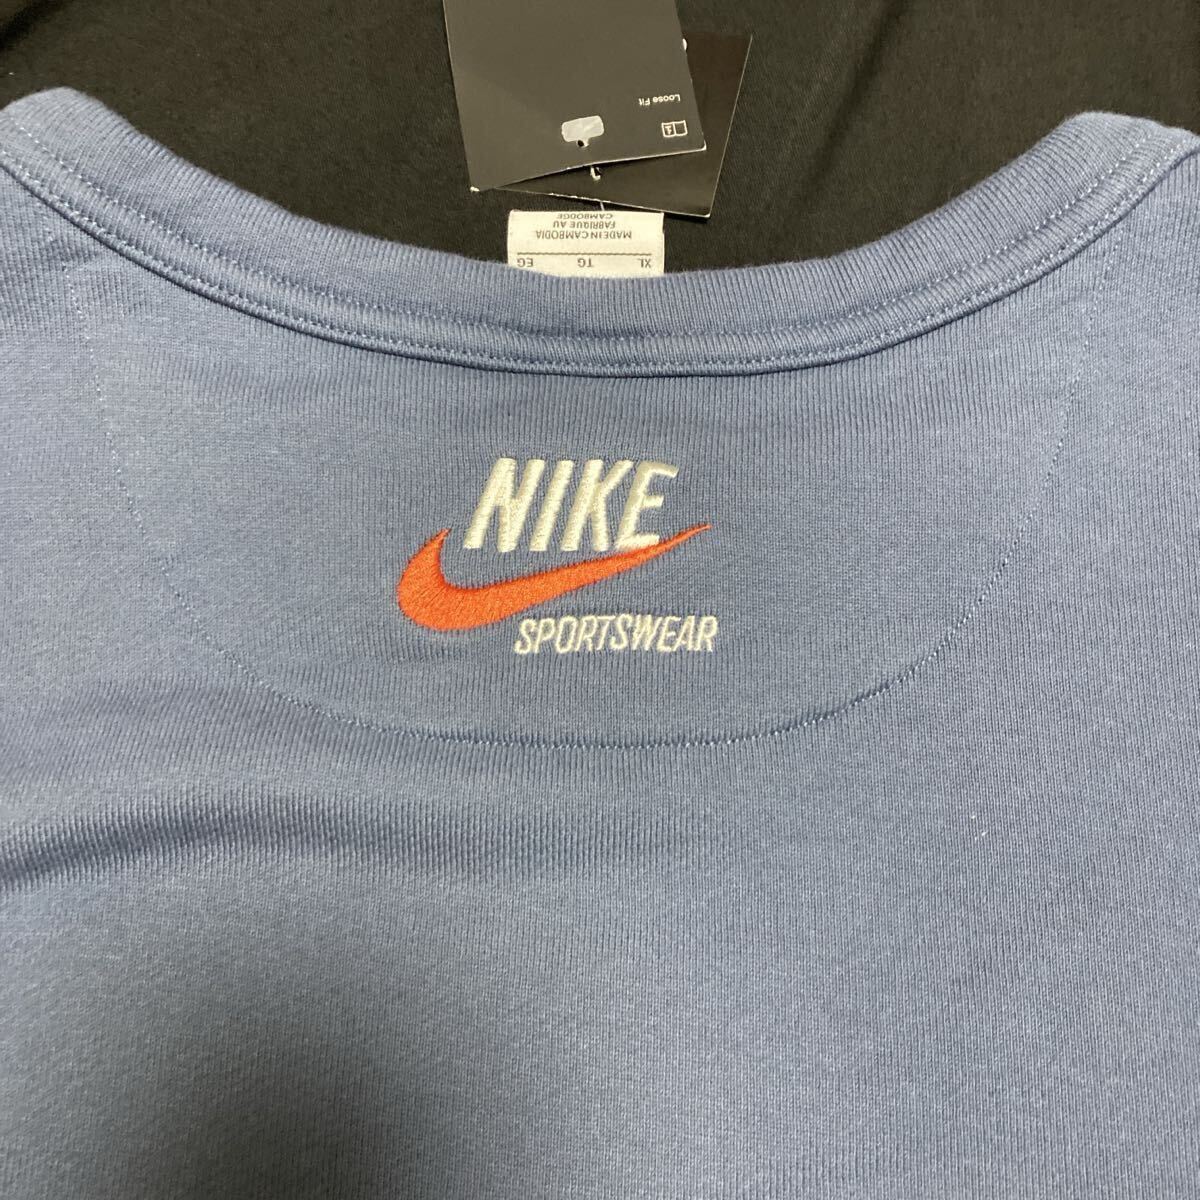 Loose Fit
MADE IN CAMBODIA
FABRIQUE AU
CAMBODGE
XL TG EG
NIKE
SPORTSWEAR